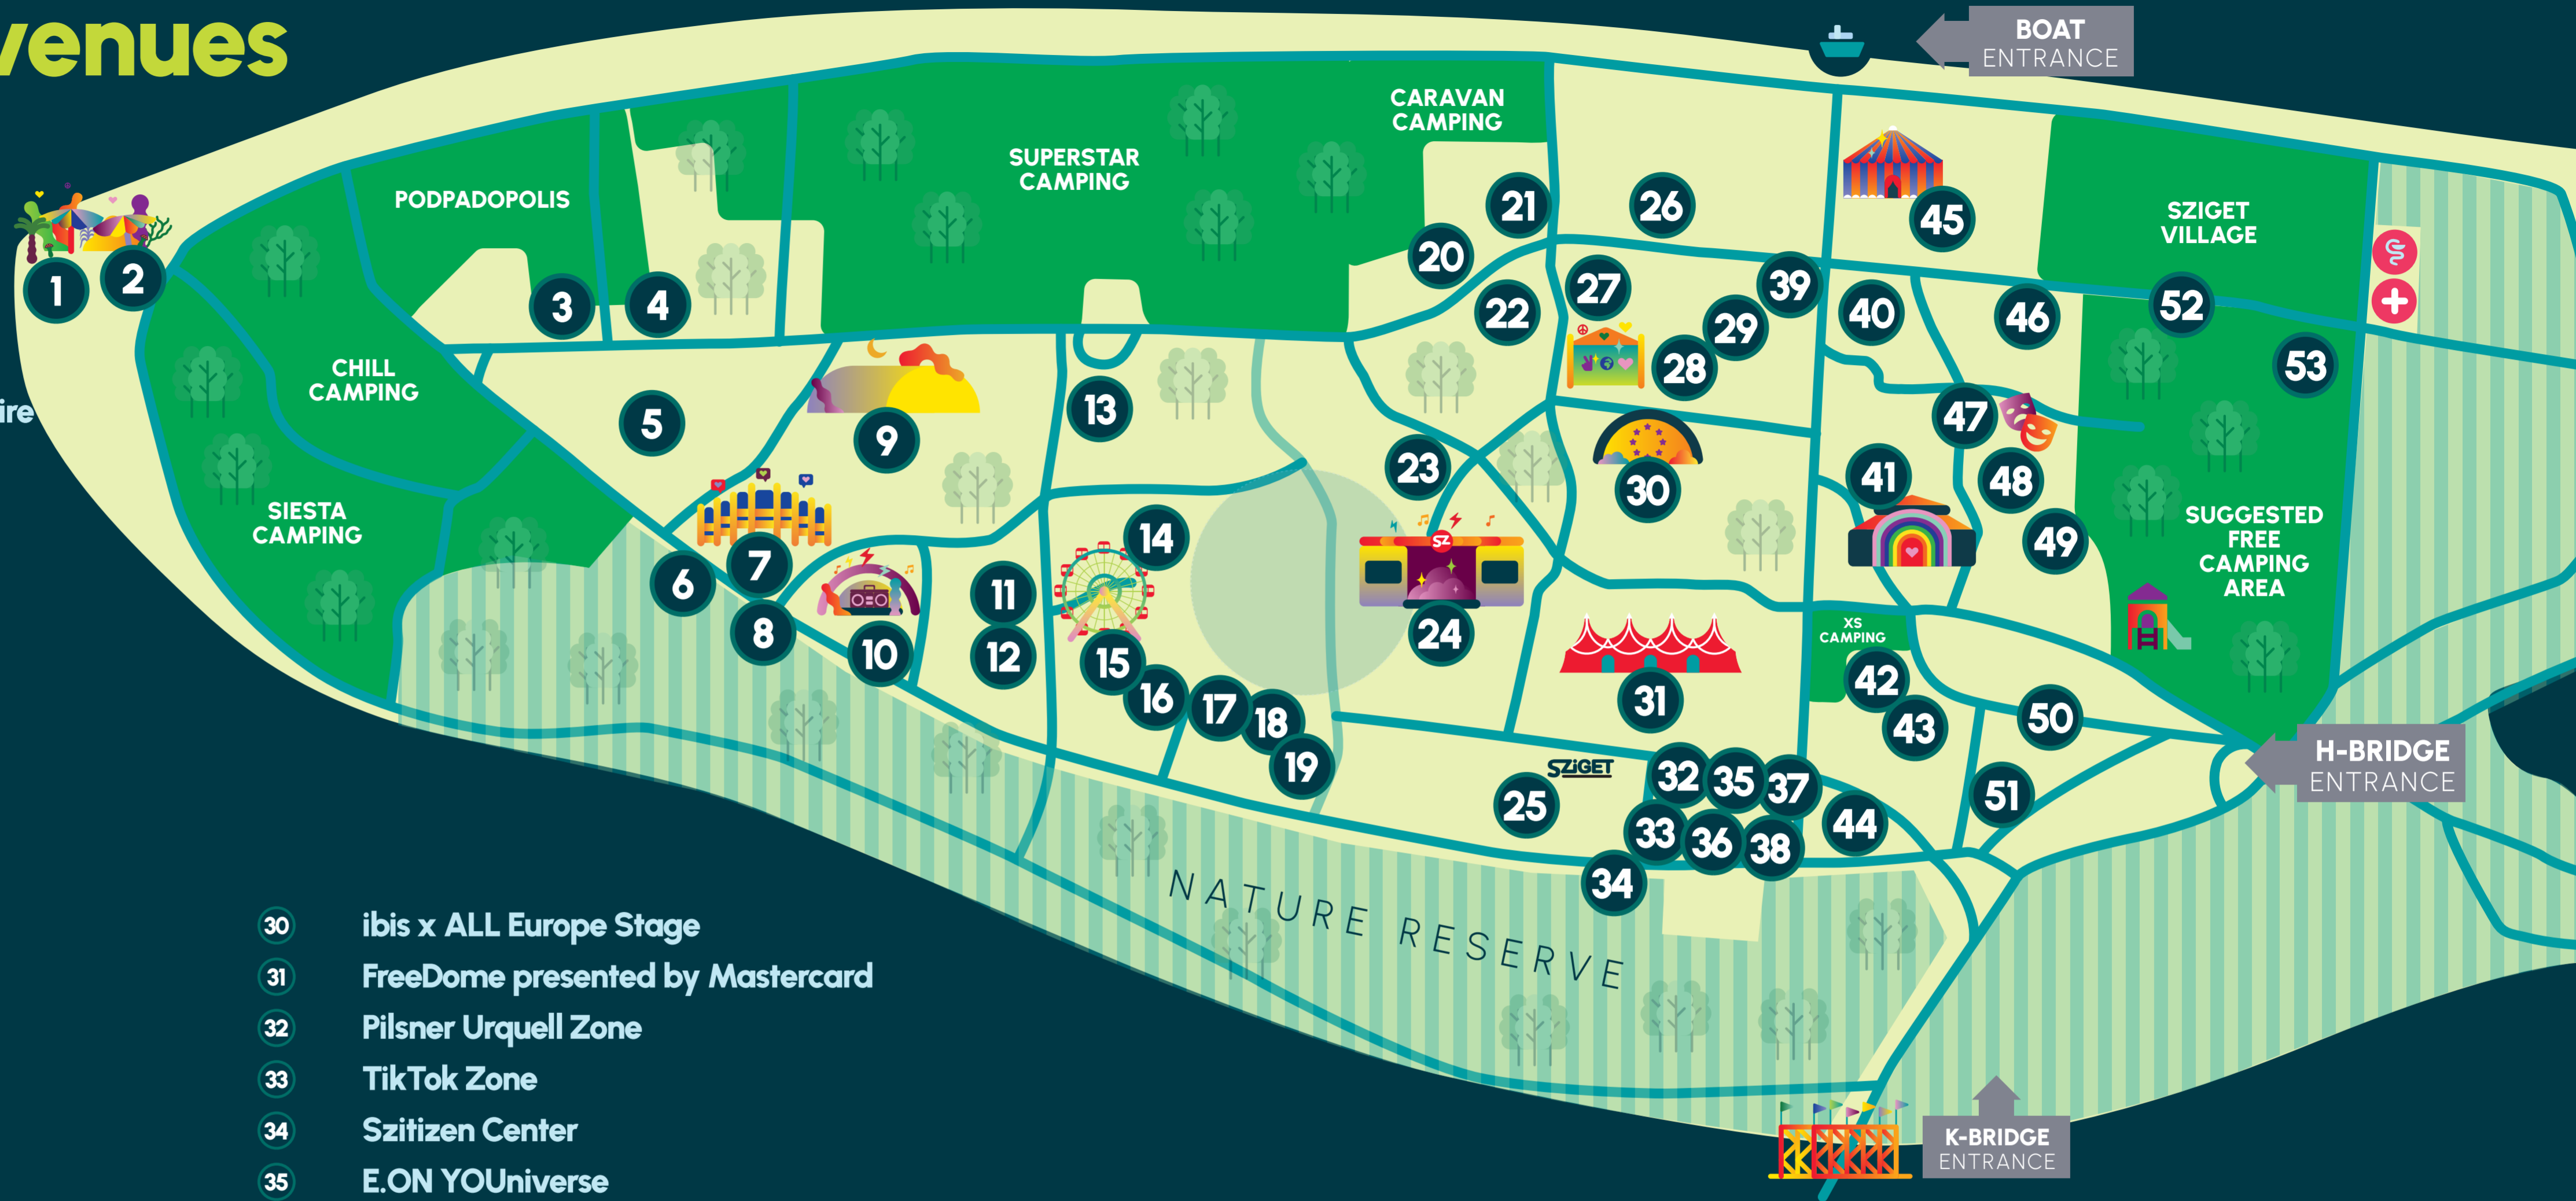 venues
BOAT
ENTRANCE
CARAVAN
CAMPING
SUPERSTAR
CAMPING
PODPADOPOLIS
SZIGET
VILLAGE
CHILL
CAMPING
ire
SIESTA
CAMPING
SUGGESTED
FREE
CAMPING
AREA
XS
CAMPING
H-BRIDGE
ENTRANCE
SZiGET
SZ
NATURE RESERVE
K-BRIDGE
ENTRANCE
1
2
3
4
5
6
7
8
9
10
11
12
13
14
15
16
17
18
19
20
21
22
23
24
25
26
27
28
29
30
31
32
33
34
35
36
37
38
39
40
41
42
43
44
45
46
47
48
49
50
51
52
53
30 ibis x ALL Europe Stage
31 FreeDome presented by Mastercard
32 Pilsner Urquell Zone
33 TikTok Zone
34 Szitizen Center
35 E.ON YOUniverse